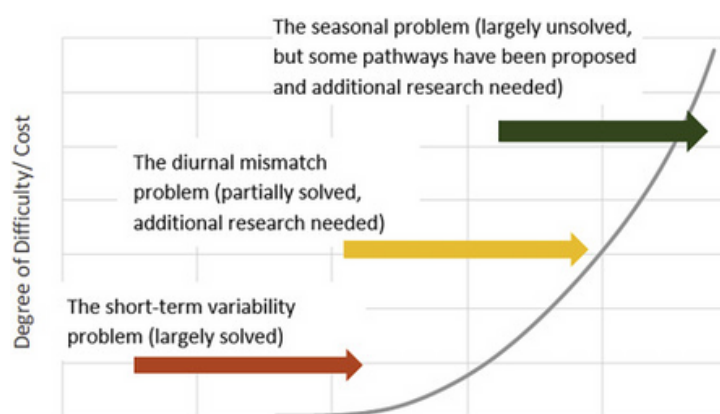 The seasonal problem (largely unsolved,
but some pathways have been proposed
and additional research needed)
The diurnal mismatch
problem (partially solved,
additional research needed)
The short-term variability
problem (largely solved)
Degree of Difficulty/ Cost